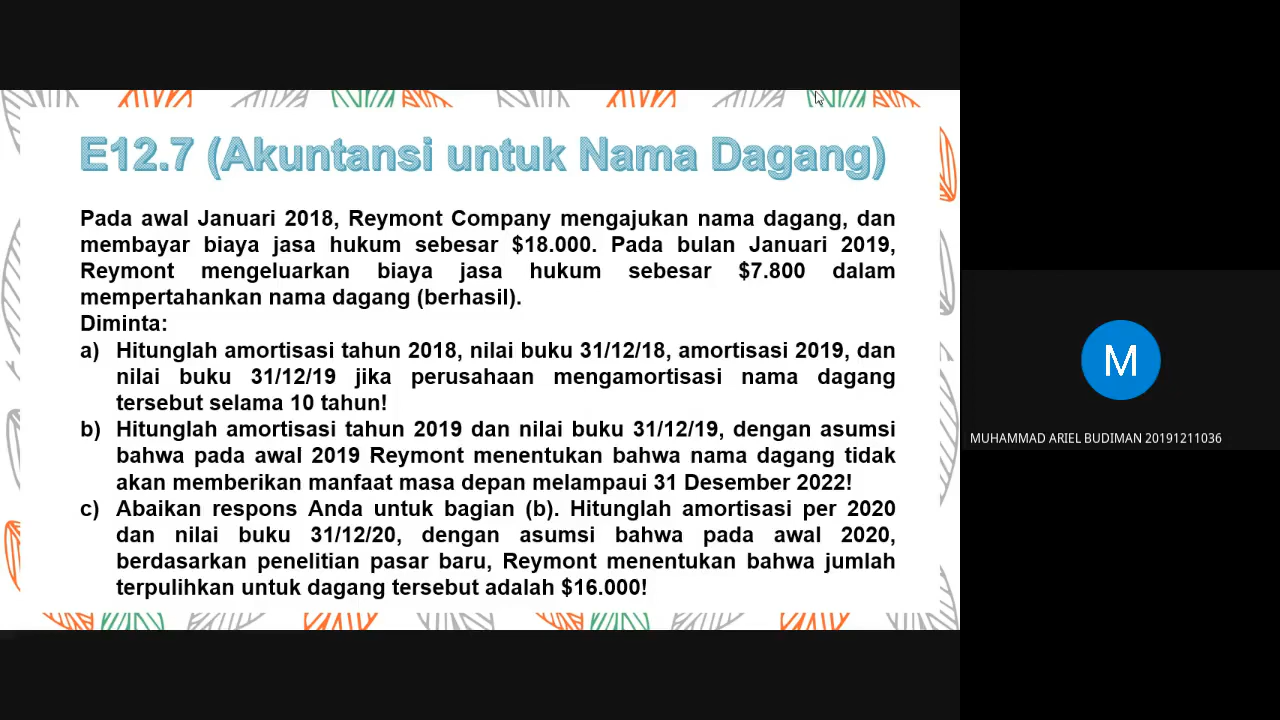 E12.7 (Akuntansi untuk Nama Dagang)
Pada awal Januari 2018, Reymont Company mengajukan nama dagang, dan
membayar biaya jasa hukum sebesar $18.000. Pada bulan Januari 2019,
Reymont mengeluarkan biaya jasa hukum sebesar $7.800 dalam
mempertahankan nama dagang (berhasil).
Diminta:
a) Hitunglah amortisasi tahun 2018, nilai buku 31/12/18, amortisasi 2019, dan
nilai buku 31/12/19 jika perusahaan mengamortisasi nama dagang
tersebut selama 10 tahun!
b) Hitunglah amortisasi tahun 2019 dan nilai buku 31/12/19, dengan asumsi
bahwa pada awal 2019 Reymont menentukan bahwa nama dagang tidak
akan memberikan manfaat masa depan melampaui 31 Desember 2022!
c) Abaikan respons Anda untuk bagian (b). Hitunglah amortisasi per 2020
dan nilai buku 31/12/20, dengan asumsi bahwa pada awal 2020,
berdasarkan penelitian pasar baru, Reymont menentukan bahwa jumlah
terpulihkan untuk dagang tersebut adalah $16.000!
M
MUHAMMAD ARIEL BUDIMAN 20191211036